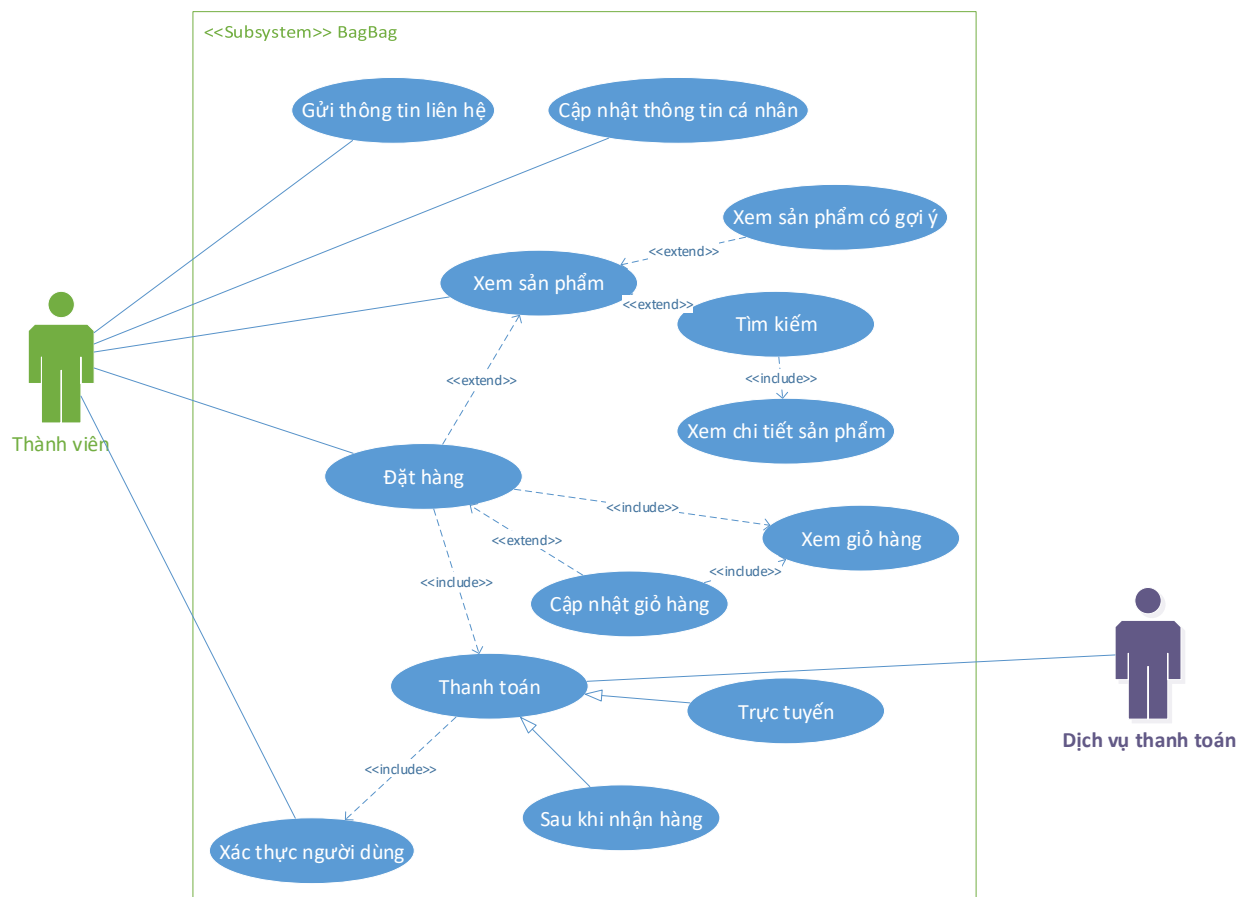 <<Subsystem>> BagBag
Gửi thông tin liên hệ
Cập nhật thông tin cá nhân
Xem sản phẩm có gợi ý
<<extend>>
Xem sản phẩm
<<extend>>
Tìm kiếm
<<extend>>
<<include>>
Xem chi tiết sản phẩm
Thành viên
Đặt hàng
<<include>>
<<extend>>
Xem giỏ hàng
<<include>>
<<include>>
Cập nhật giỏ hàng
Thanh toán
Trực tuyến
Dịch vụ thanh toán
<<include>>
Sau khi nhận hàng
Xác thực người dùng